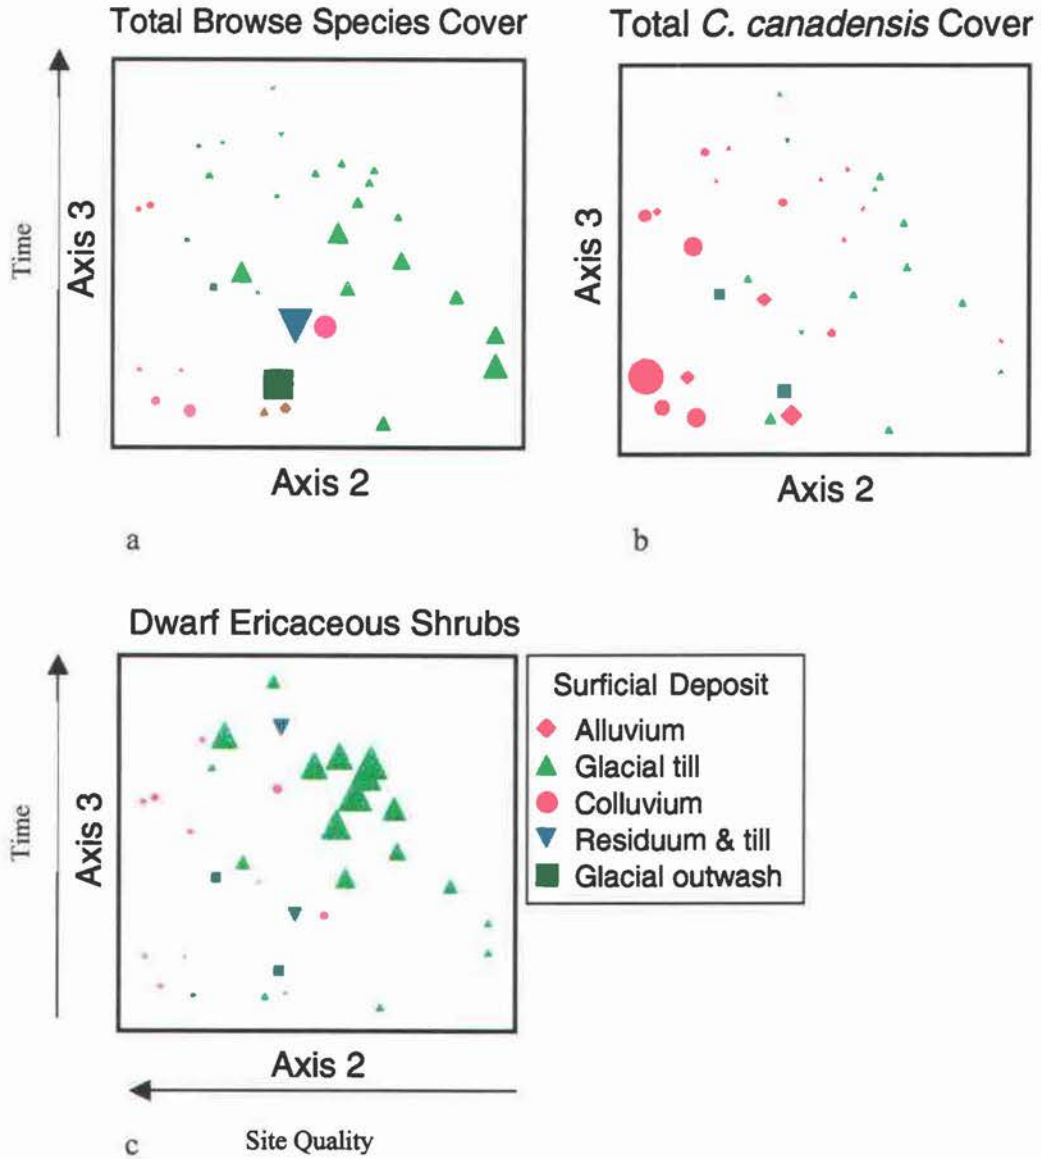 Total Browse Species Cover
Time
Axis 3
Axis 2
a
Total C. canadensis Cover
Axis 3
Axis 2
b
Dwarf Ericaceous Shrubs
Time
Axis 3
Axis 2
Site Quality
c
Surficial Deposit
Alluvium
Glacial till
Colluvium
Residuum & till
Glacial outwash